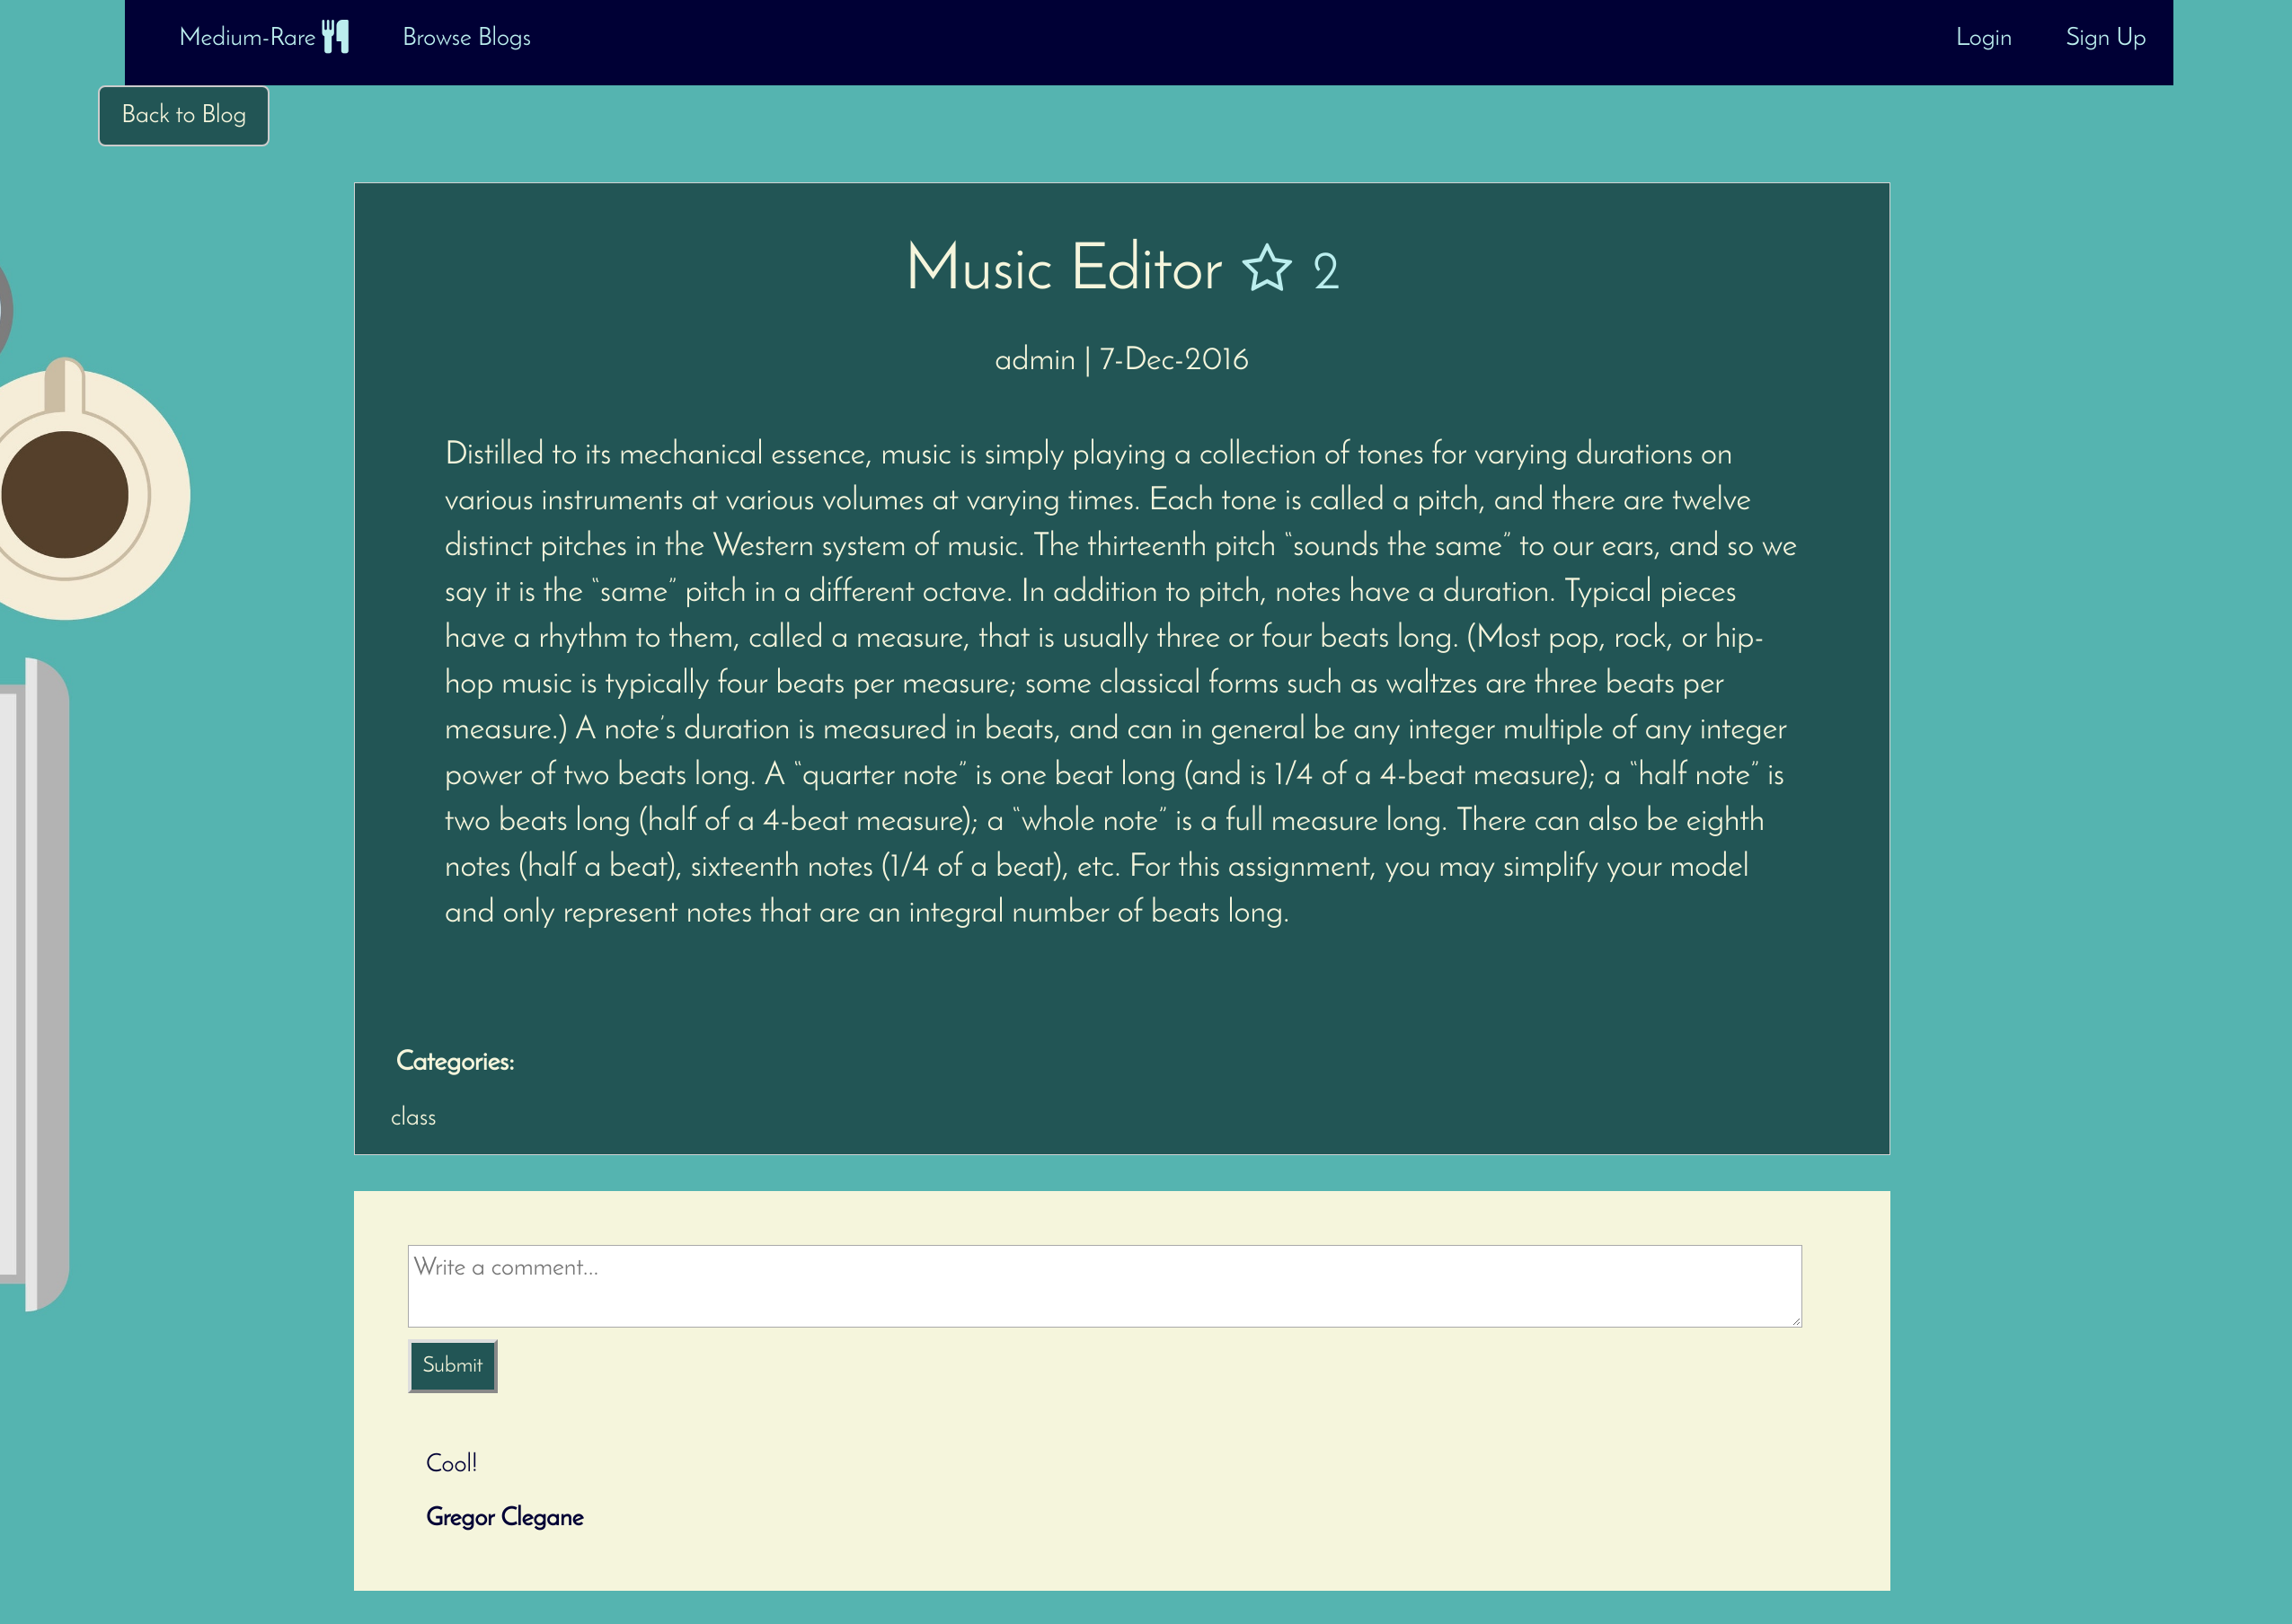 Medium-Rare Browse Blogs Login Sign Up
Back to Blog
Music Editor 2
admin | 7-Dec-2016
Distilled to its mechanical essence, music is simply playing a collection of tones for varying durations on
various instruments at various volumes at varying times. Each tone is called a pitch, and there are twelve
distinct pitches in the Western system of music. The thirteenth pitch “sounds the same” to our ears, and so we
say it is the “same” pitch in a different octave. In addition to pitch, notes have a duration. Typical pieces
have a rhythm to them, called a measure, that is usually three or four beats long. (Most pop, rock, or hip-
hop music is typically four beats per measure; some classical forms such as waltzes are three beats per
measure.) A note’s duration is measured in beats, and can in general be any integer multiple of any integer
power of two beats long. A “quarter note” is one beat long (and is 1/4 of a 4-beat measure); a “half note” is
two beats long (half of a 4-beat measure); a “whole note” is a full measure long. There can also be eighth
notes (half a beat), sixteenth notes (1/4 of a beat), etc. For this assignment, you may simplify your model
and only represent notes that are an integral number of beats long.
Categories:
class
Write a comment...
Submit
Cool!
Gregor Clegane